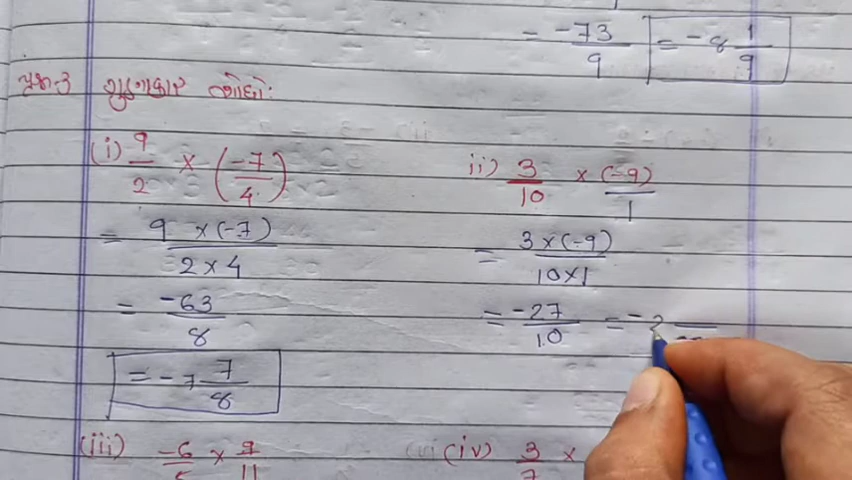 = -73/9 = -8 1/9
પ્રશ્ન-3 ગુણાકાર શોધો:
(i) 9/2 × (-7/4)
= 9 ×(-7) / 2×4
= -63/8
= -7 7/8
ii) 3/10 × (-9)/1
= 3×(-9) / 10×1
= -27/10 = -2
(iii) -6/5 × 9/11
(iv) 3/7 ×